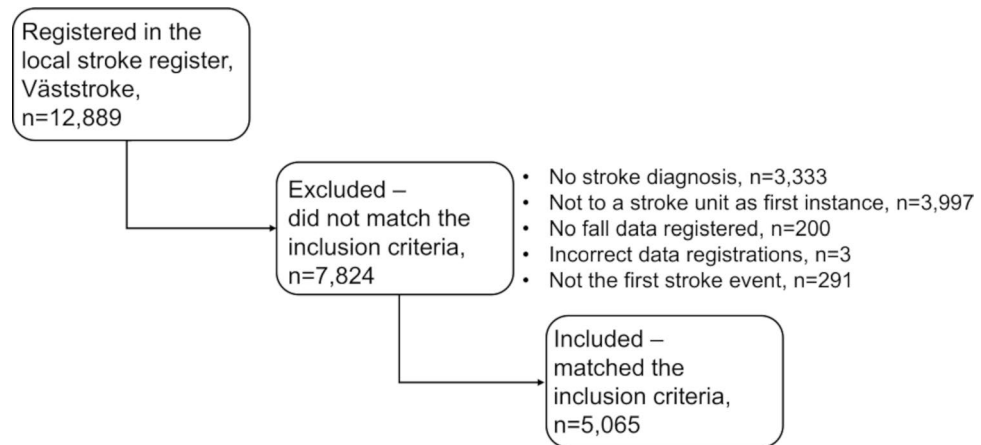 Registered in the
local stroke register,
Väststroke,
n=12,889
Excluded –
did not match the
inclusion criteria,
n=7,824
• No stroke diagnosis, n=3,333
• Not to a stroke unit as first instance, n=3,997
• No fall data registered, n=200
• Incorrect data registrations, n=3
• Not the first stroke event, n=291
Included –
matched the
inclusion criteria,
n=5,065